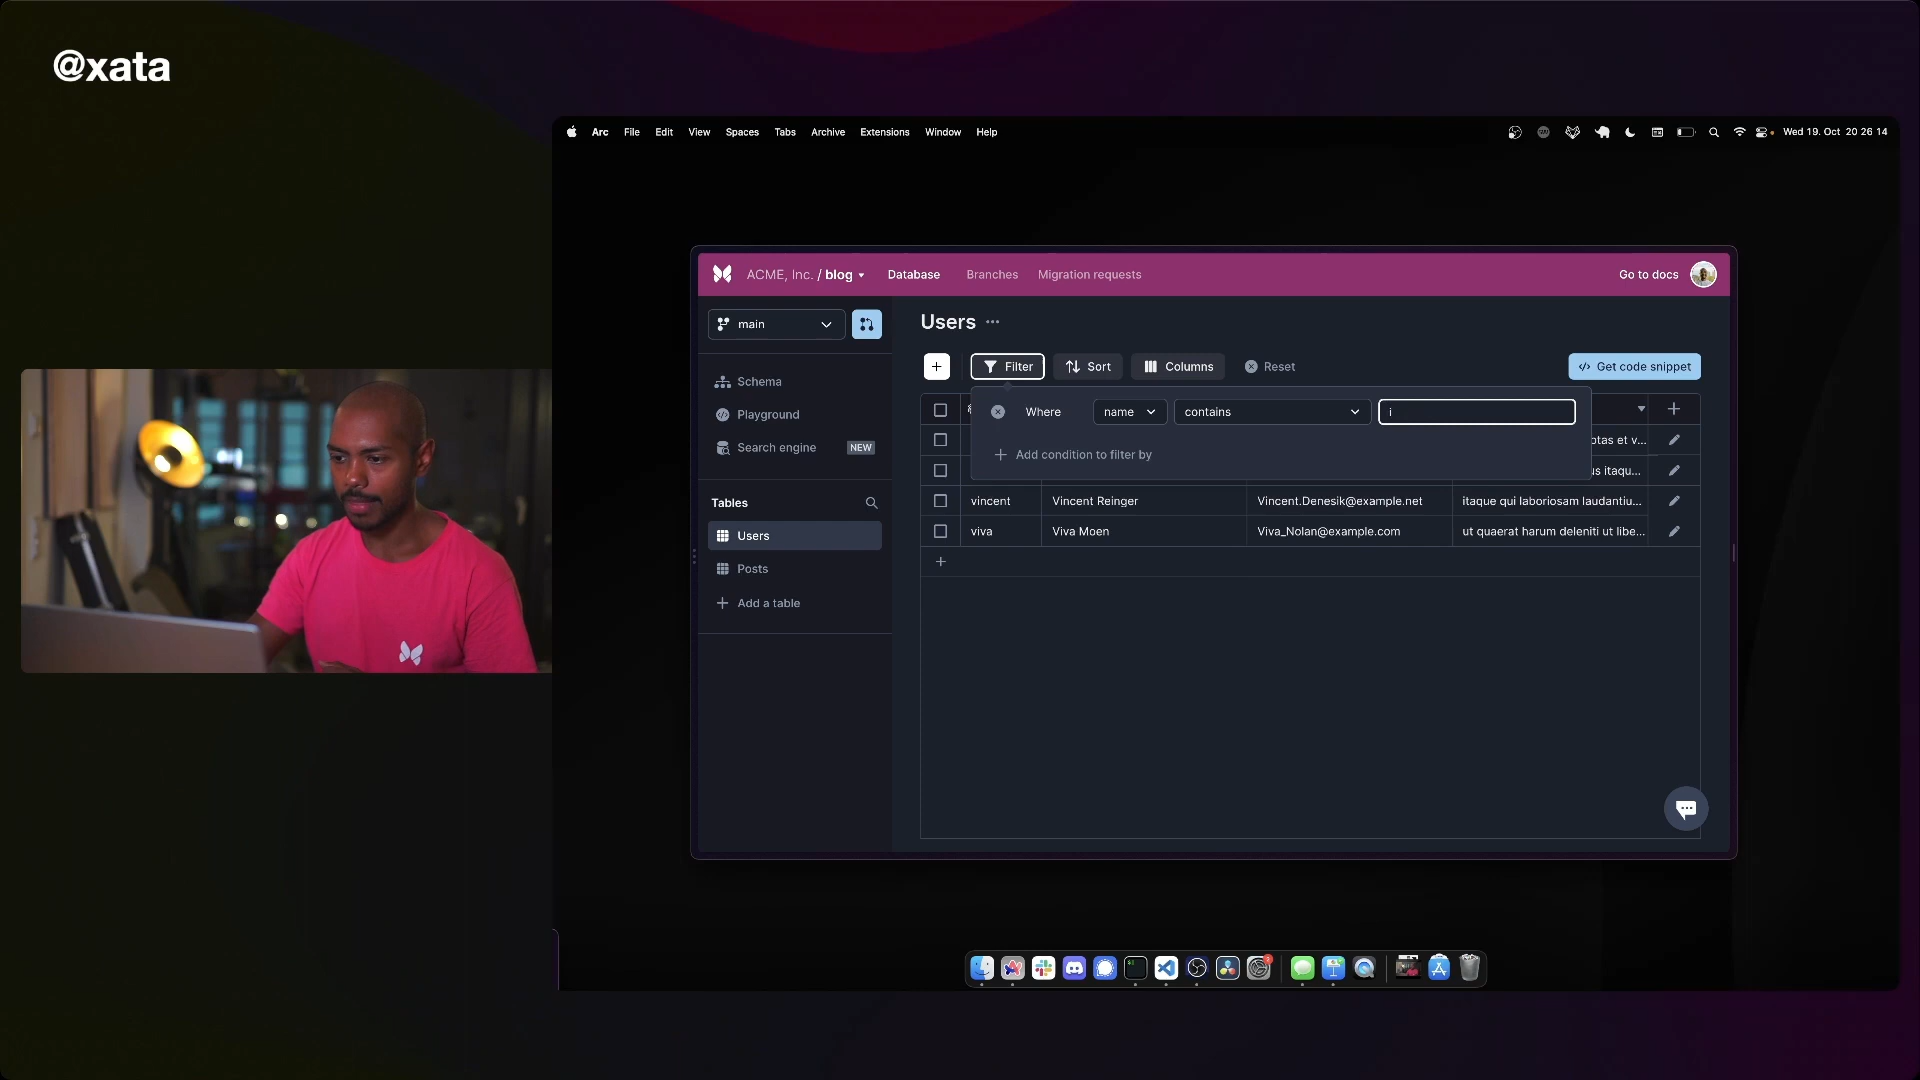 @xata
Arc File Edit View Spaces Tabs Archive Extensions Window Help
Wed 19. Oct 20 26 14
ACME, Inc. / blog Database Branches Migration requests
Go to docs
main
Schema
Playground
Search engine NEW
Tables
Users
Posts
Add a table
Users
Filter Sort Columns Reset
Get code snippet
Where name contains i
Add condition to filter by
ptas et v...
us itaqu...
vincent Vincent Reinger Vincent.Denesik@example.net itaque qui laboriosam laudantiu...
viva Viva Moen Viva_Nolan@example.com ut quaerat harum deleniti ut libe...